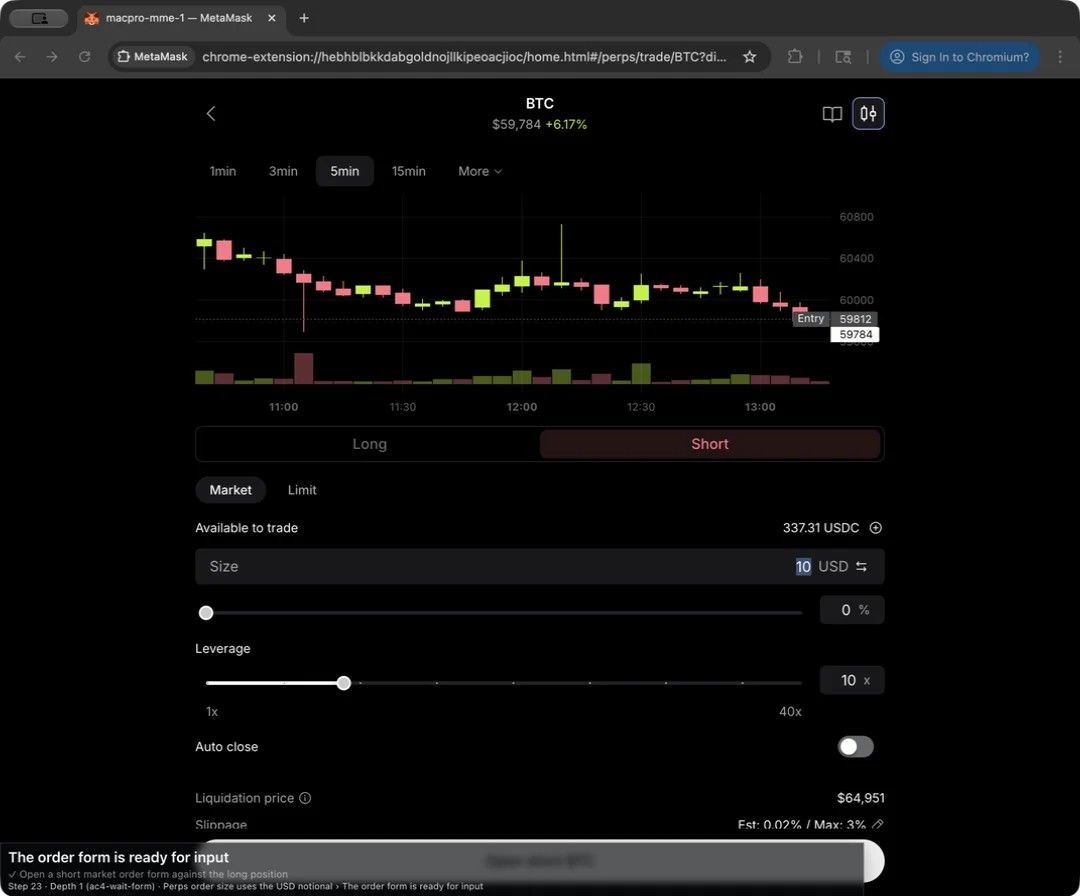 macpro-mme-1 — MetaMask
MetaMask chrome-extension://hebhhlbkkdabgoldnojllkipeoacjioc/home.html#/perps/trade/BTC?di... Sign in to Chromium?
BTC
$59,784 +6.17%
1min 3min 5min 15min More
60800
60400
60000
Entry 59812
59784
11:00 11:30 12:00 12:30 13:00
Long Short
Market Limit
Available to trade 337.31 USDC
Size 10 USD
0 %
Leverage
10 x
1x 40x
Auto close
Liquidation price $64,951
Slippage Est: 0.02% / Max: 3%
The order form is ready for input
✓ Open a short market order form against the long position
Step 23 · Depth 1 (ac4-wait-form) · Perps order size uses the USD notional › The order form is ready for input